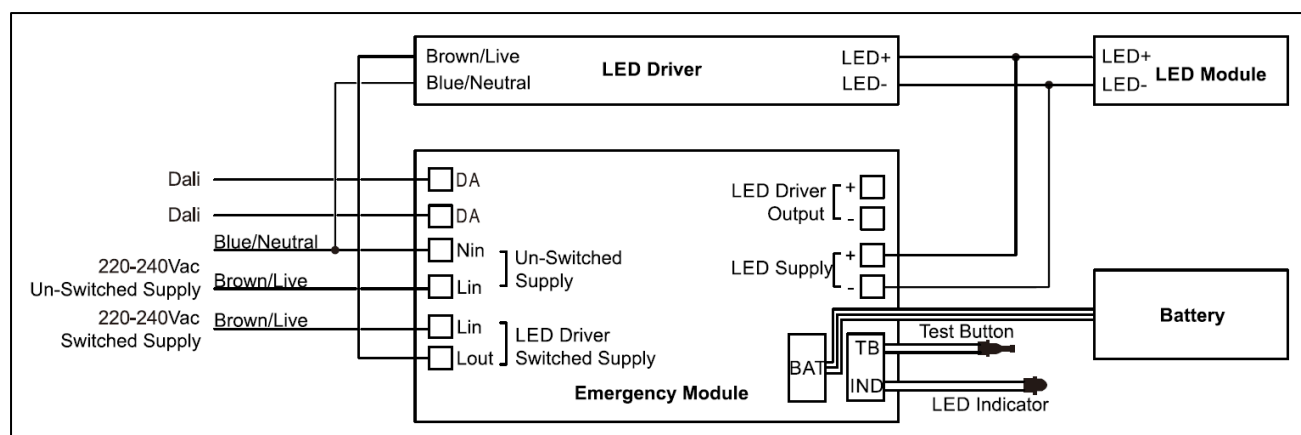 Brown/Live
Blue/Neutral
LED Driver
LED+
LED-
LED+
LED-
LED Module
Dali
DA
Dali
DA
Blue/Neutral
Nin
Un-Switched
Supply
220-240Vac
Un-Switched Supply
Brown/Live
Lin
220-240Vac
Switched Supply
Brown/Live
Lin
Lout
LED Driver
Switched Supply
LED Driver
Output
+
-
LED Supply
+
-
Battery
BAT
TB
Test Button
IND
LED Indicator
Emergency Module